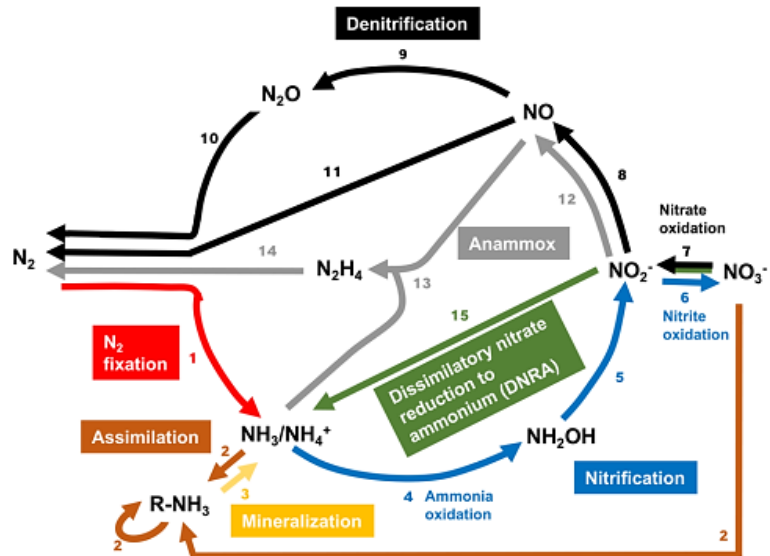 Denitrification
9
N₂O
NO
10
11
8
12
Nitrate
oxidation
7
Anammox
14
N₂
N₂H₄
13
NO₂⁻
NO₃⁻
6
Nitrite
oxidation
15
N₂
fixation
1
Dissimilatory nitrate
reduction to
ammonium (DNRA)
5
Assimilation
NH₃/NH₄⁺
NH₂OH
2
3
4 Ammonia
oxidation
Nitrification
R-NH₃
Mineralization
2
2